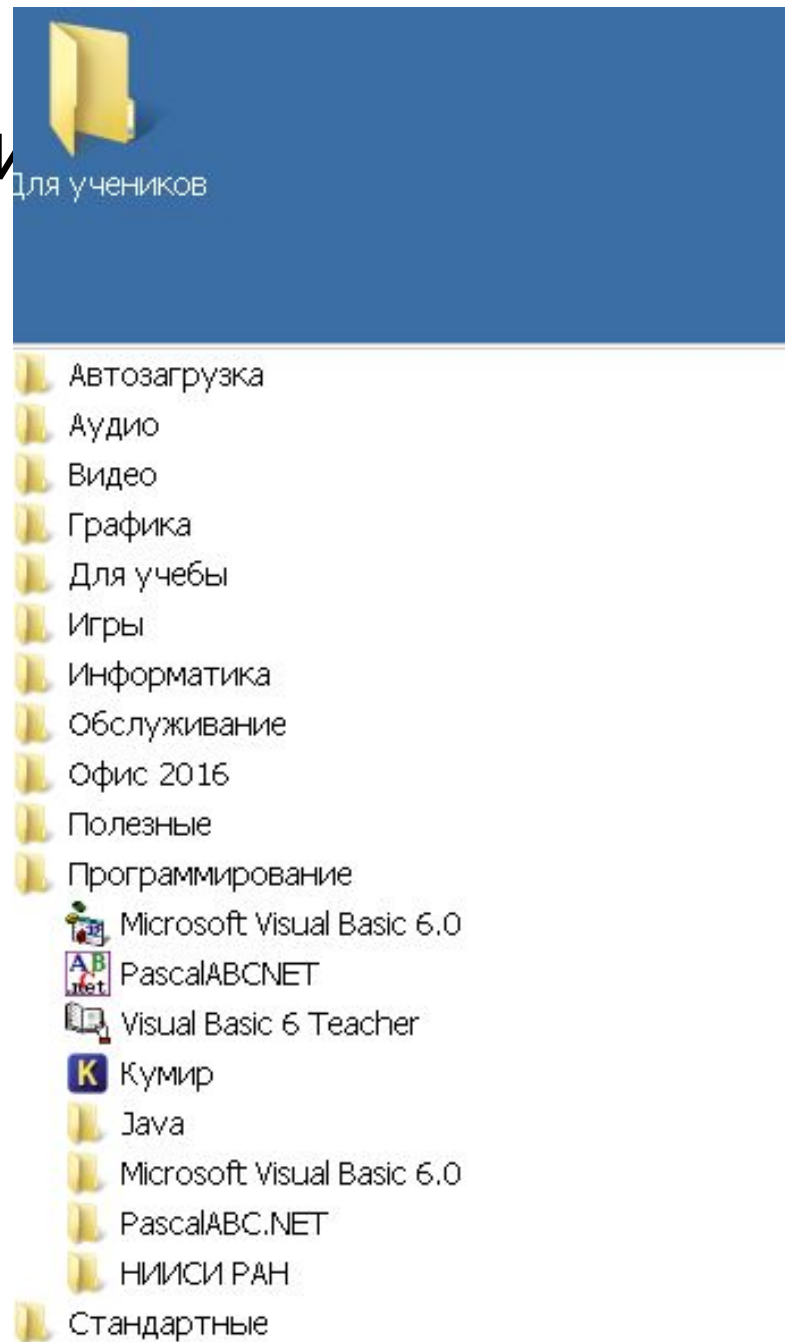 Для учеников
Автозагрузка
Аудио
Видео
Графика
Для учебы
Игры
Информатика
Обслуживание
Офис 2016
Полезные
Программирование
Microsoft Visual Basic 6.0
PascalABCNET
Visual Basic 6 Teacher
Кумир
Java
Microsoft Visual Basic 6.0
PascalABC.NET
НИИСИ РАН
Стандартные